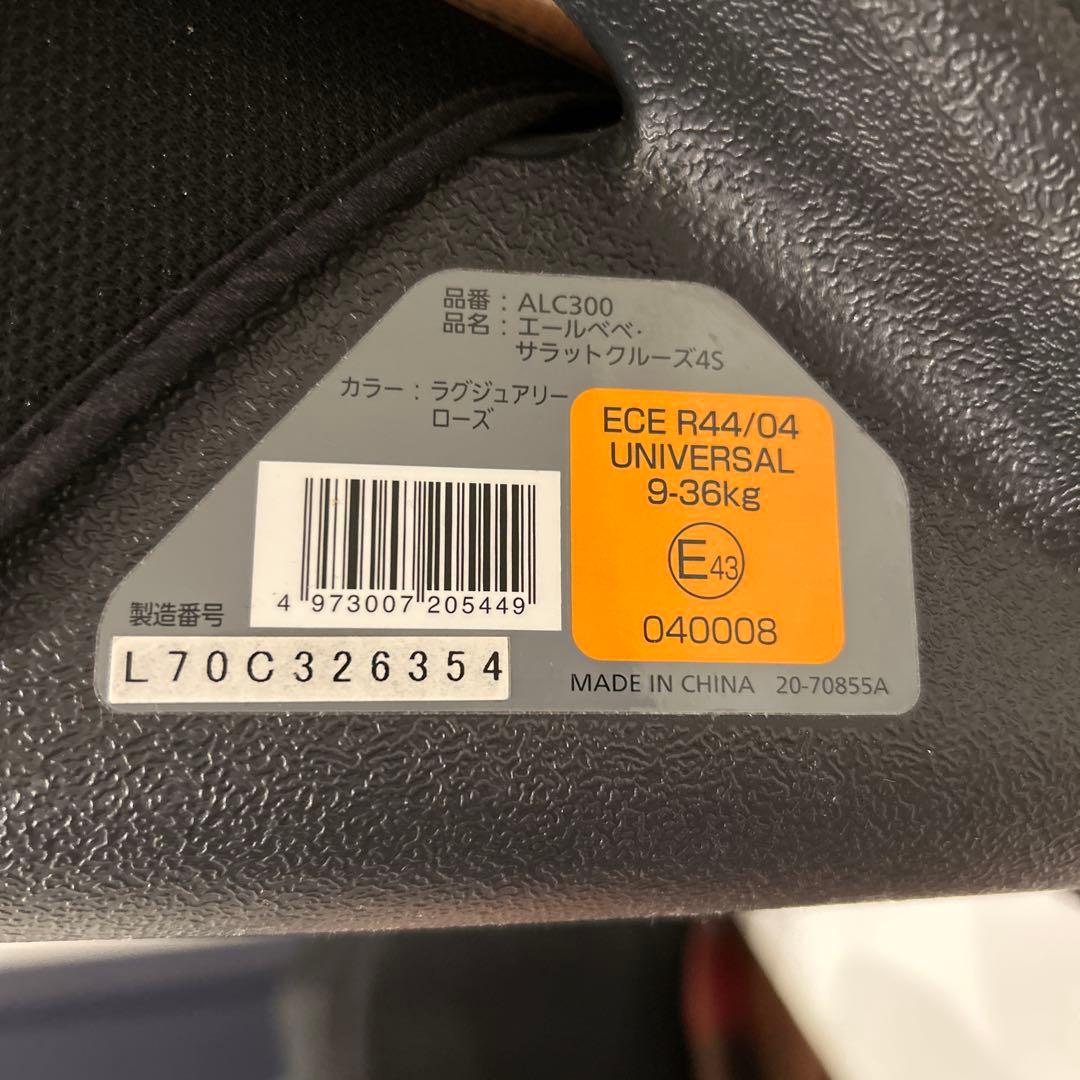 品番：ALC300
品名：エールベベ・
サラットクルーズ4S
カラー：ラグジュアリー
ローズ
ECE R44/04
UNIVERSAL
9-36kg
E43
040008
4 973007 205449
製造番号
L70C326354
MADE IN CHINA 20-70855A